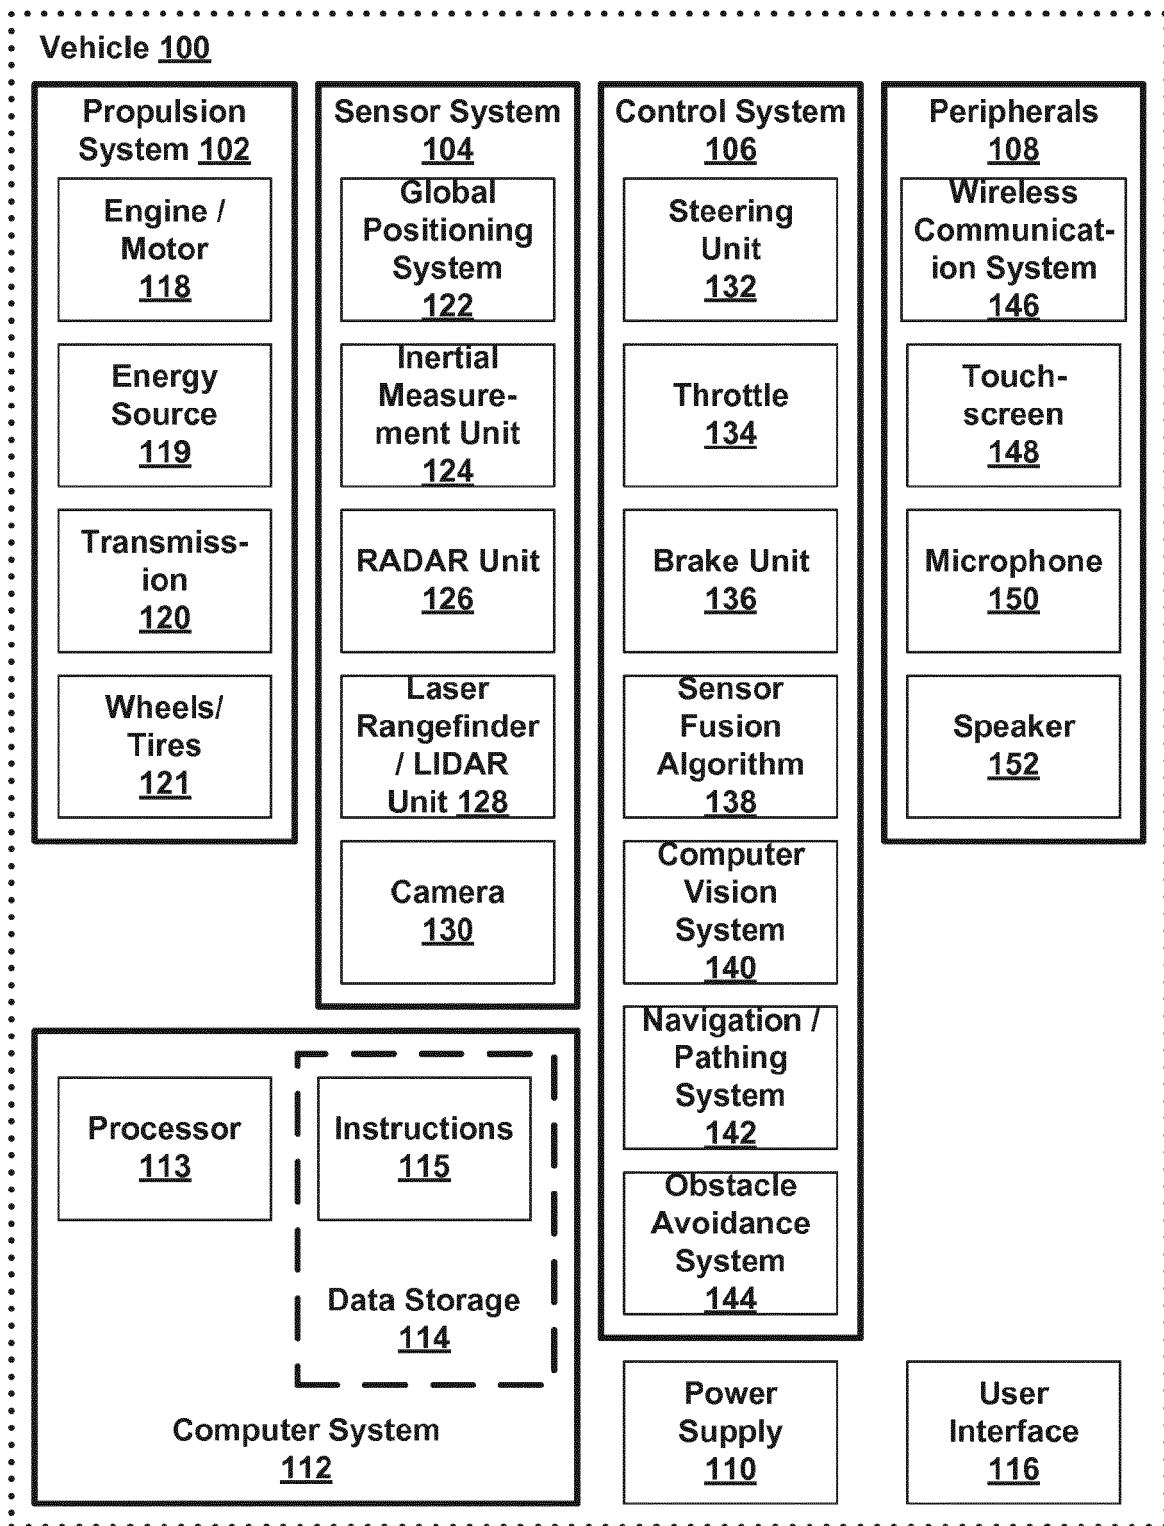 Vehicle 100
Propulsion
System 102
Engine /
Motor
118
Energy
Source
119
Transmiss-
ion
120
Wheels/
Tires
121
Sensor System
104
Global
Positioning
System
122
Inertial
Measure-
ment Unit
124
RADAR Unit
126
Laser
Rangefinder
/ LIDAR
Unit 128
Camera
130
Control System
106
Steering
Unit
132
Throttle
134
Brake Unit
136
Sensor
Fusion
Algorithm
138
Computer
Vision
System
140
Navigation /
Pathing
System
142
Obstacle
Avoidance
System
144
Peripherals
108
Wireless
Communicat-
ion System
146
Touch-
screen
148
Microphone
150
Speaker
152
Processor
113
Instructions
115
Data Storage
114
Computer System
112
Power
Supply
110
User
Interface
116